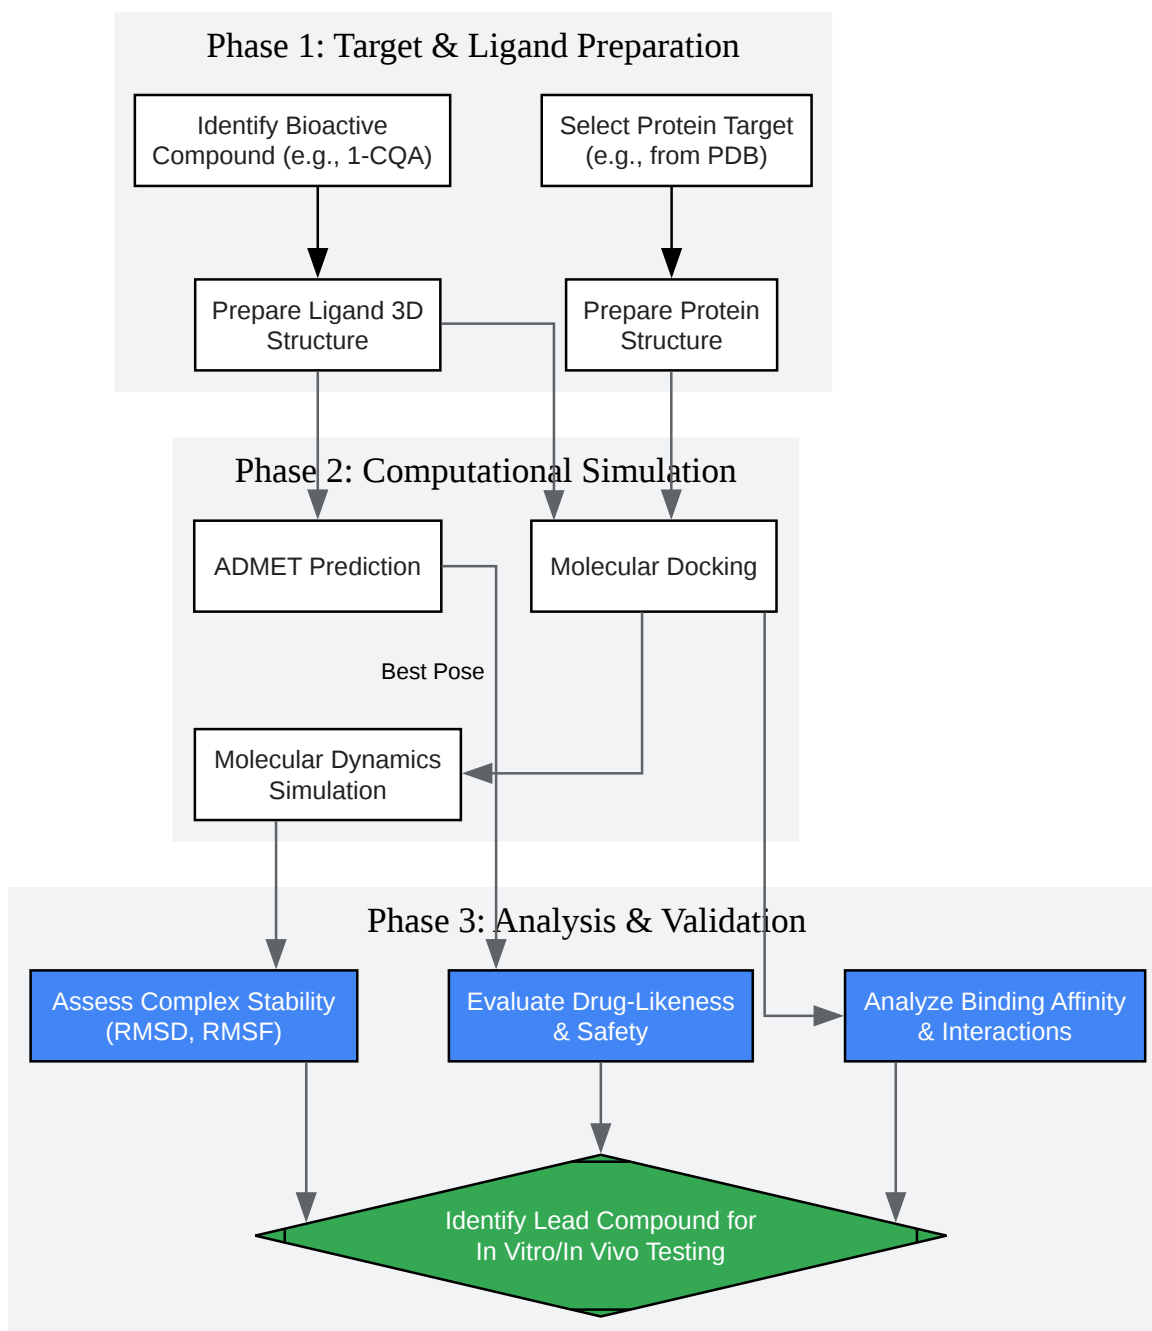 Phase 1: Target & Ligand Preparation
Identify Bioactive
Compound (e.g., 1-CQA)
Select Protein Target
(e.g., from PDB)
Prepare Ligand 3D
Structure
Prepare Protein
Structure
Phase 2: Computational Simulation
ADMET Prediction
Molecular Docking
Best Pose
Molecular Dynamics
Simulation
Phase 3: Analysis & Validation
Assess Complex Stability
(RMSD, RMSF)
Evaluate Drug-Likeness
& Safety
Analyze Binding Affinity
& Interactions
Identify Lead Compound for
In Vitro/In Vivo Testing